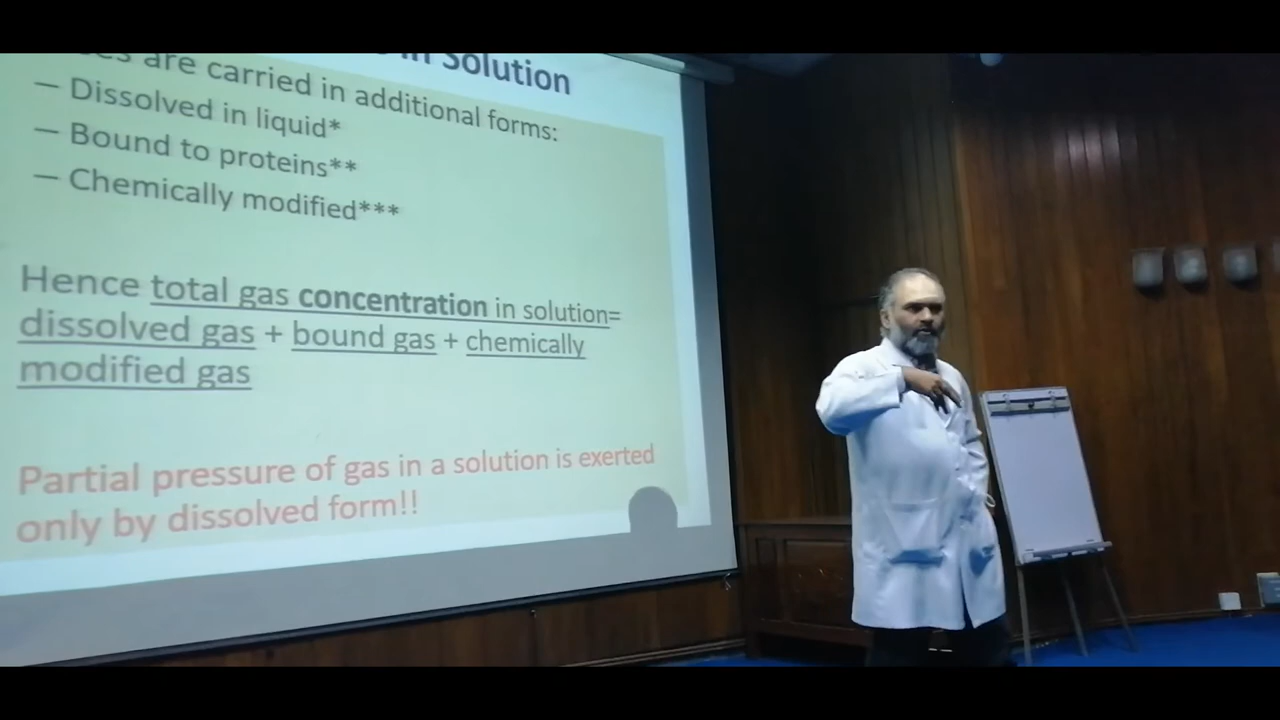 in Solution
are carried in additional forms:
– Dissolved in liquid*
– Bound to proteins**
– Chemically modified***
Hence total gas concentration in solution=
dissolved gas + bound gas + chemically
modified gas
Partial pressure of gas in a solution is exerted
only by dissolved form!!